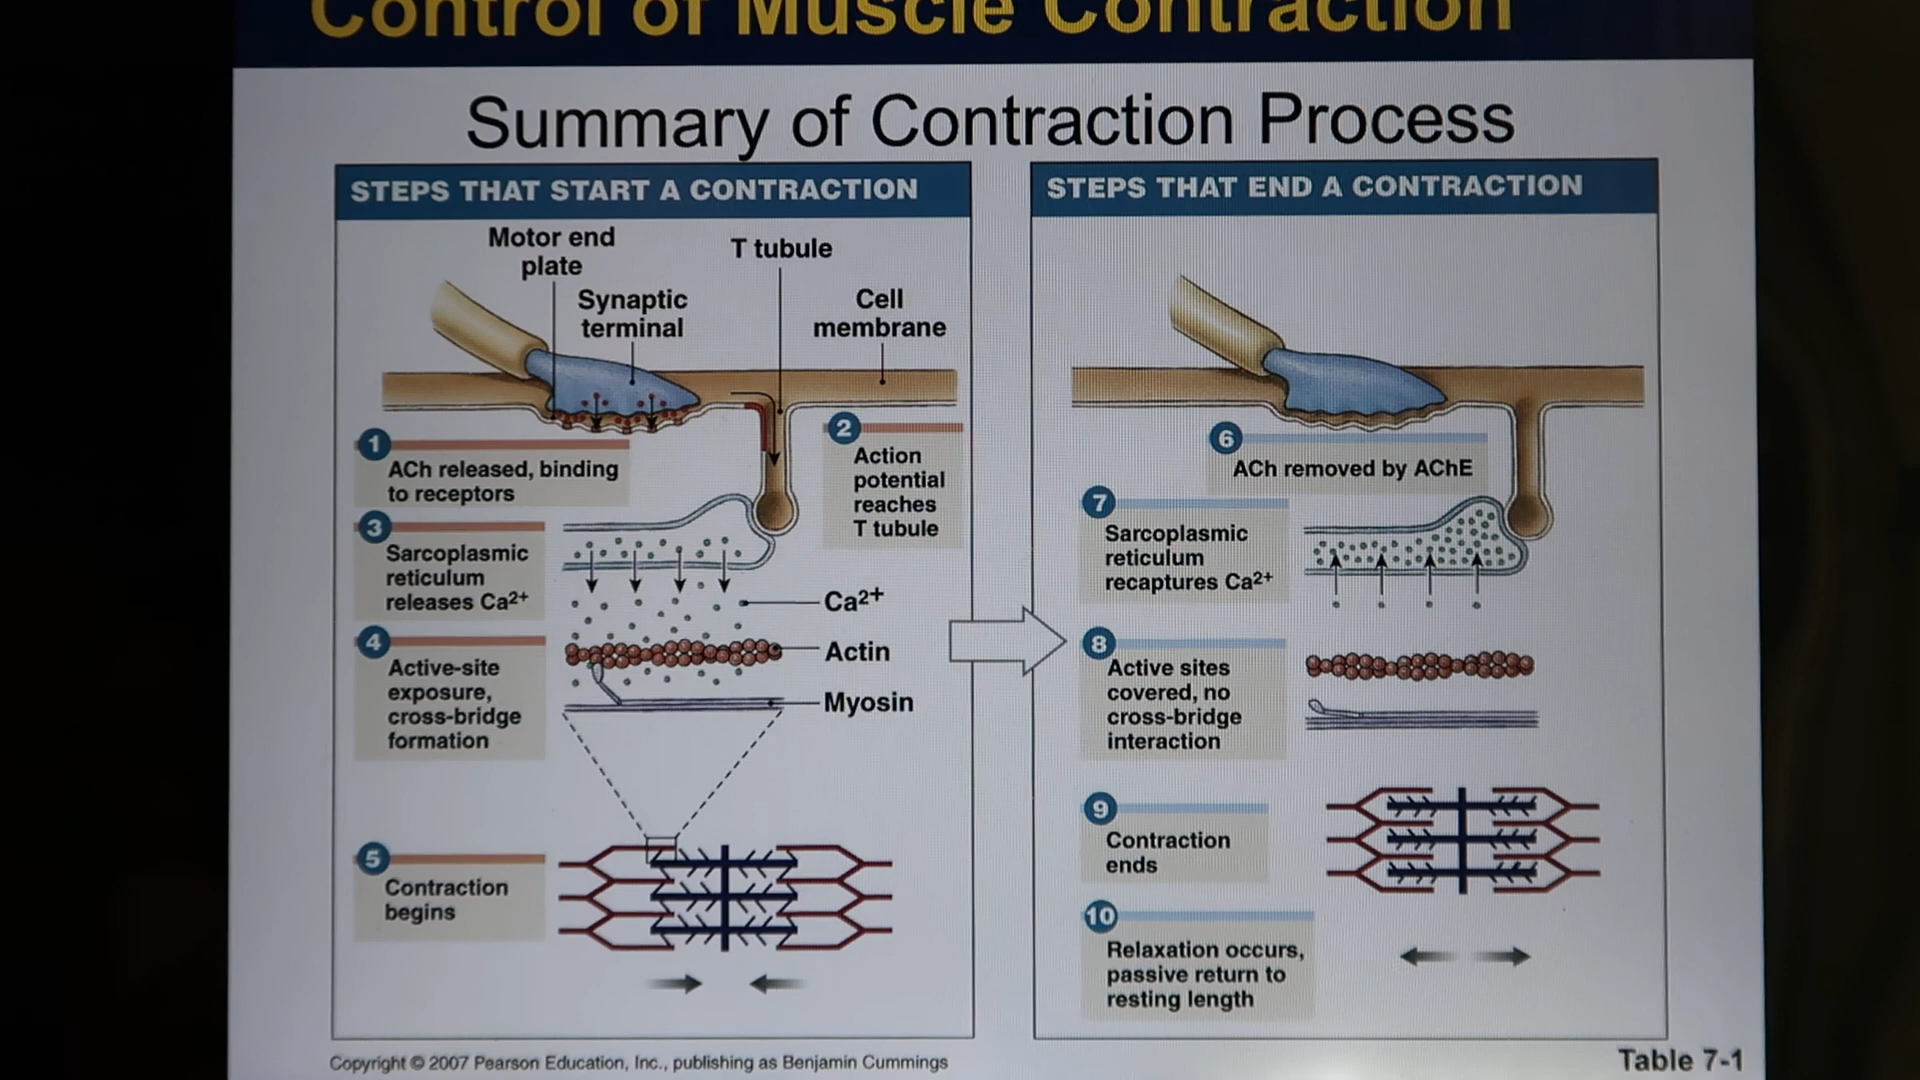 Control of Muscle Contraction
Summary of Contraction Process
STEPS THAT START A CONTRACTION
Motor end
plate
T tubule
Synaptic
terminal
Cell
membrane
1
ACh released, binding
to receptors
2
Action
potential
reaches
T tubule
3
Sarcoplasmic
reticulum
releases Ca2+
Ca2+
4
Active-site
exposure,
cross-bridge
formation
Actin
Myosin
5
Contraction
begins
STEPS THAT END A CONTRACTION
6
ACh removed by AChE
7
Sarcoplasmic
reticulum
recaptures Ca2+
8
Active sites
covered, no
cross-bridge
interaction
9
Contraction
ends
10
Relaxation occurs,
passive return to
resting length
Copyright © 2007 Pearson Education, Inc., publishing as Benjamin Cummings
Table 7-1